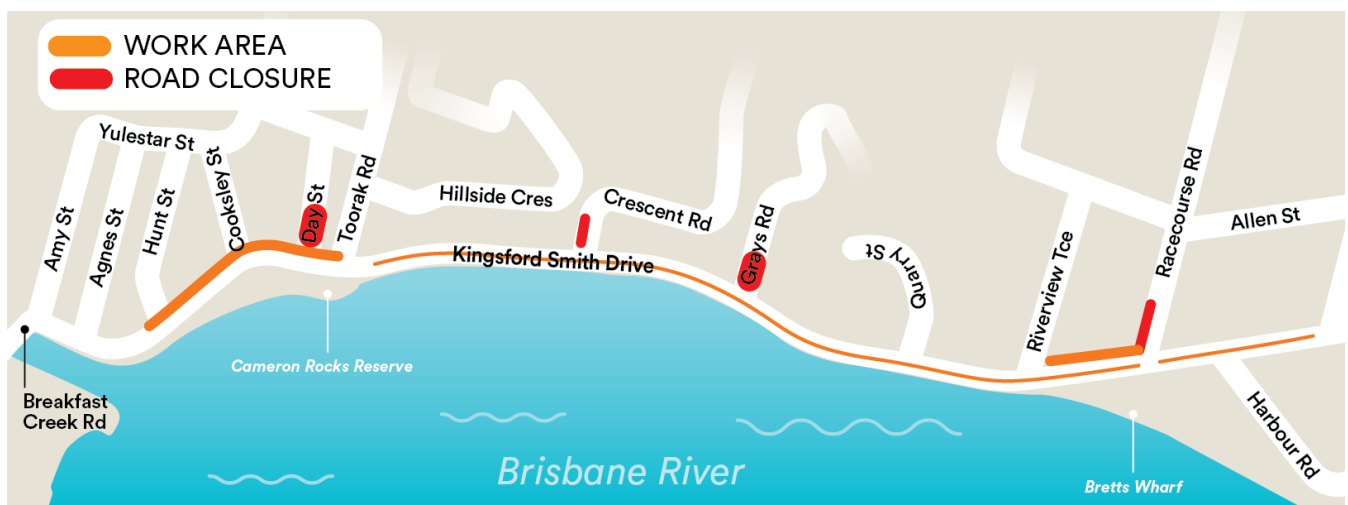 WORK AREA
ROAD CLOSURE
Yulestar St
Amy St
Agnes St
Hunt St
Cooksley St
Day St
Toorak Rd
Hillside Cres
Crescent Rd
Kingsford Smith Drive
Grays Rd
Quarry St
Riverview Tce
Racecourse Rd
Allen St
Harbour Rd
Cameron Rocks Reserve
Breakfast
Creek Rd
Brisbane River
Bretts Wharf